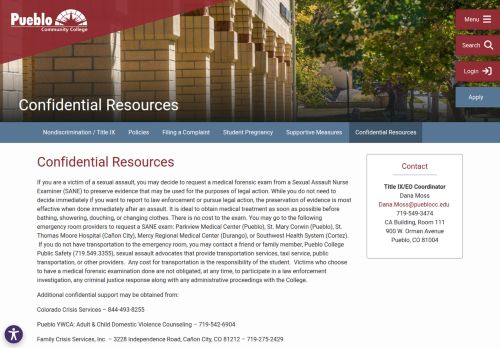 Pueblo
Community College
Menu
Search
Login
Apply
Confidential Resources
Nondiscrimination / Title IX
Policies
Filing a Complaint
Student Pregnancy
Supportive Measures
Confidential Resources
Confidential Resources
If you are a victim of a sexual assault, you may decide to request a medical forensic exam from a Sexual Assault Nurse
Examiner (SANE) to preserve evidence that may be used for the purposes of legal action. While you do not need to
decide immediately if you want to report to law enforcement or pursue legal action, the preservation of evidence is most
effective when done immediately after an assault. It is ideal to obtain medical treatment as soon as possible before
bathing, showering, douching, or changing clothes. There is no cost to the exam. You may go to the following
emergency room providers to request a SANE exam: Parkview Medical Center (Pueblo), St. Mary Corwin (Pueblo), St.
Thomas Moore Hospital (Cañon City), Mercy Regional Medical Center (Durango), or Southwest Health System (Cortez).
If you do not have transportation to the emergency room, you may contact a friend or family member, Pueblo College
Public Safety (719.549.3355), sexual assault advocates that provide transportation services, taxi service, public
transportation, or other providers. Any cost for transportation is the responsibility of the student. Victims who choose
to have a medical forensic examination done are not obligated, at any time, to participate in a law enforcement
investigation, any criminal justice response along with any administrative proceedings with the College.
Additional confidential support may be obtained from:
Colorado Crisis Services – 844-493-8255
Pueblo YWCA: Adult & Child Domestic Violence Counseling – 719-542-6904
Family Crisis Services, Inc. – 3228 Independence Road, Cañon City, CO 81212 – 719-275-2429
Contact
Title IX/EO Coordinator
Dana Moss
Dana.Moss@pueblocc.edu
719-549-3474
CA Building, Room 111
900 W. Orman Avenue
Pueblo, CO 81004